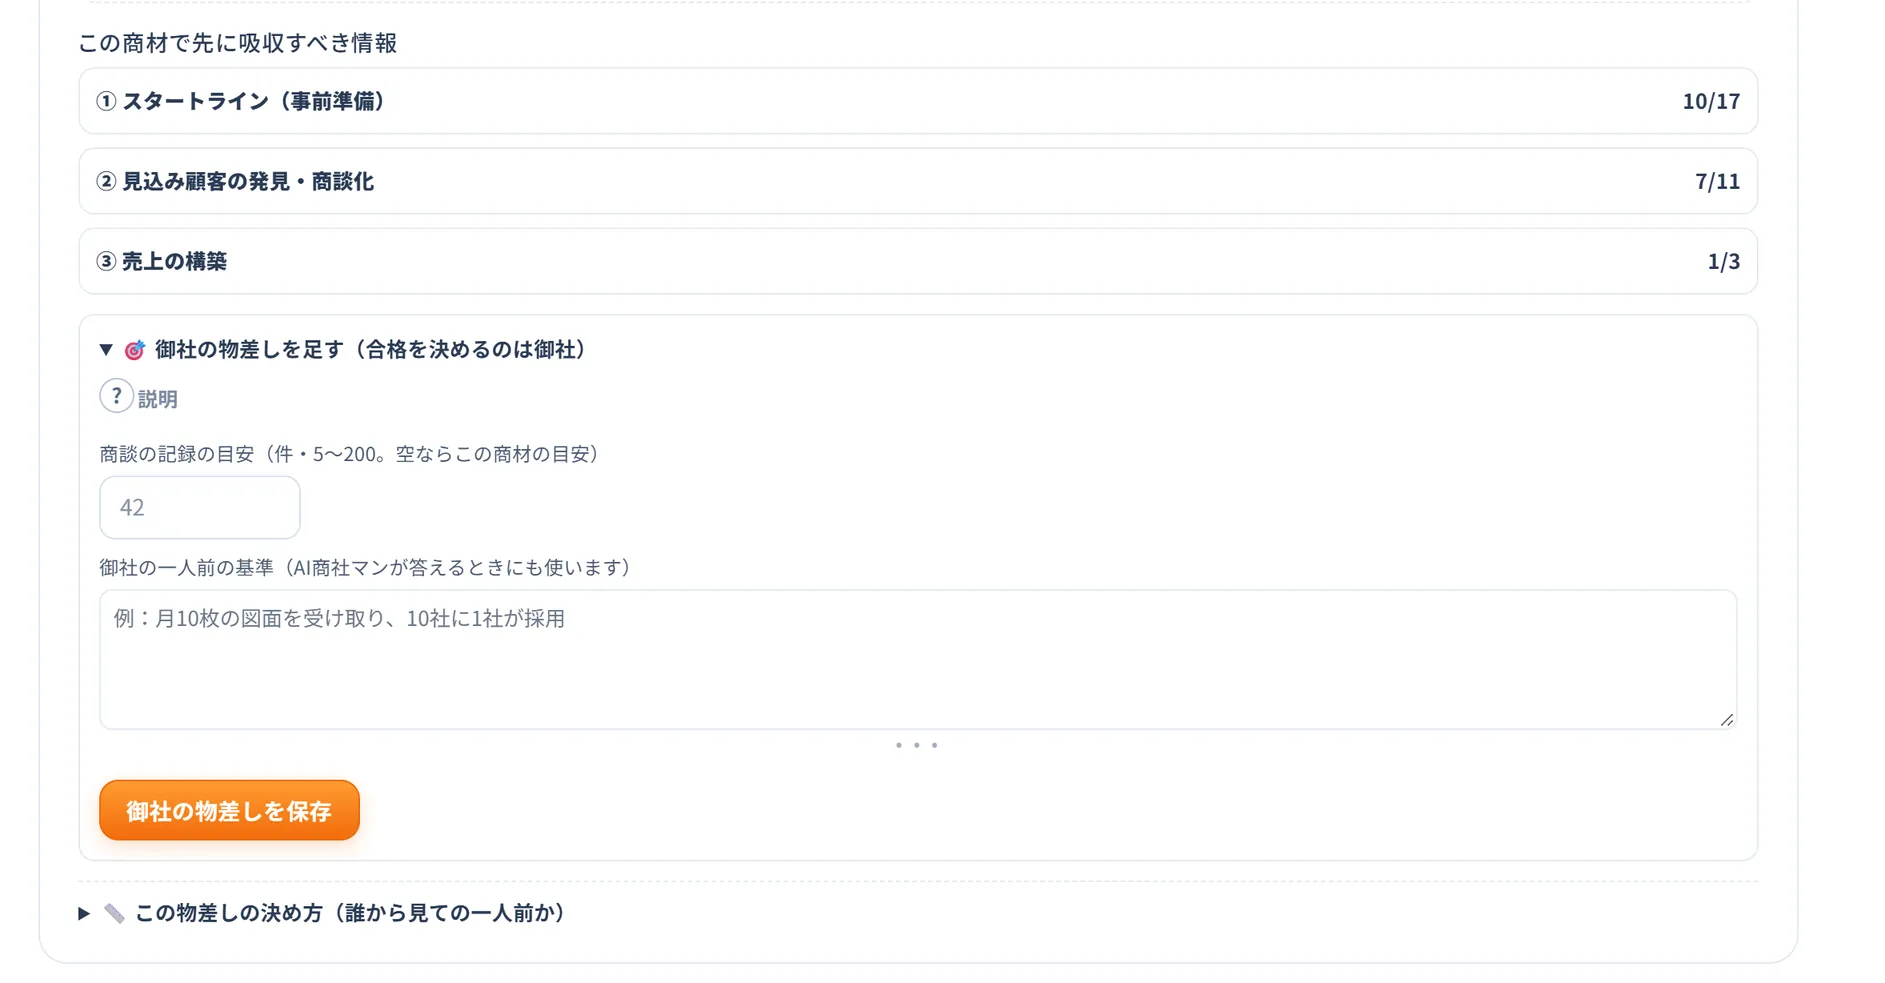 この商材で先に吸収すべき情報
① スタートライン（事前準備） 10/17
② 見込み顧客の発見・商談化 7/11
③ 売上の構築 1/3
▼ 🎯 御社の物差しを足す（合格を決めるのは御社）
? 説明
商談の記録の目安（件・5〜200。空ならこの商材の目安）
42
御社の一人前の基準（AI商社マンが答えるときにも使います）
例：月10枚の図面を受け取り、10社に1社が採用
• • •
御社の物差しを保存
▶ 📏 この物差しの決め方（誰から見ての一人前か）